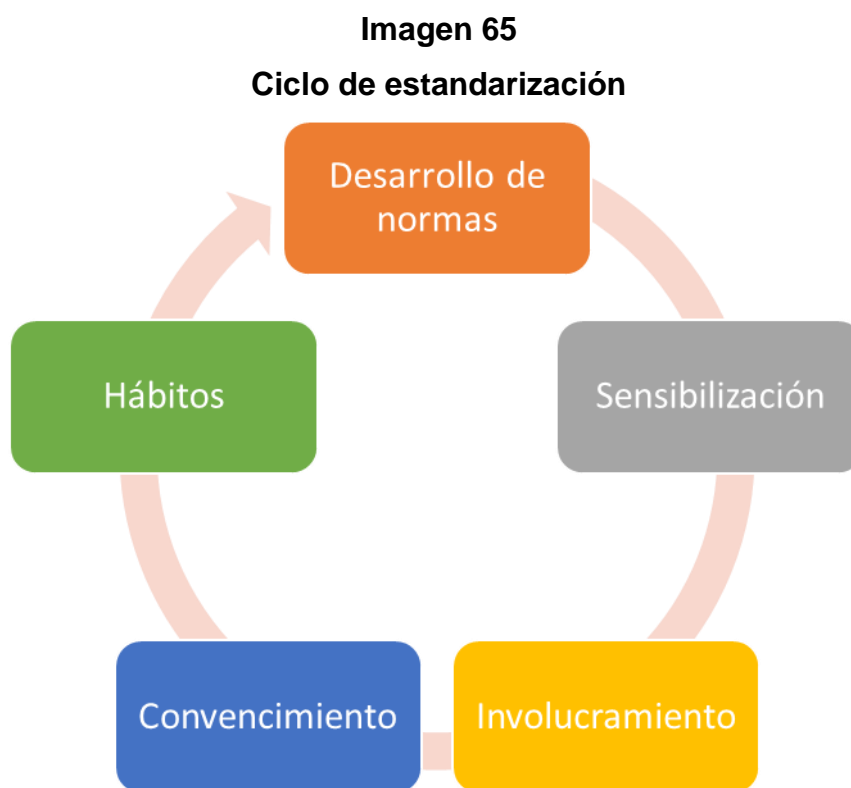 Imagen 65
Ciclo de estandarización
Desarrollo de
normas
Sensibilización
Involucramiento
Convencimiento
Hábitos